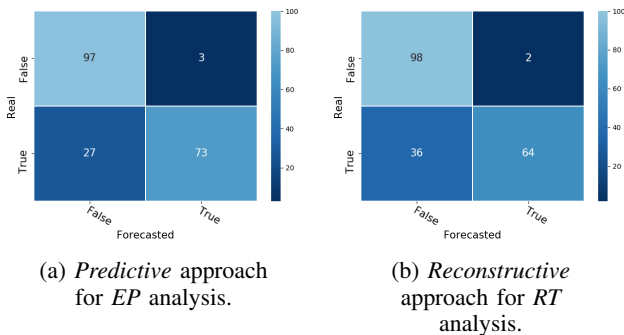 100
80
60
40
20
False
True
Real
97
3
27
73
False
True
Forecasted
(a) Predictive approach
for EP analysis.
100
80
60
40
20
False
True
Real
98
2
36
64
False
True
Forecasted
(b) Reconstructive
approach for RT
analysis.